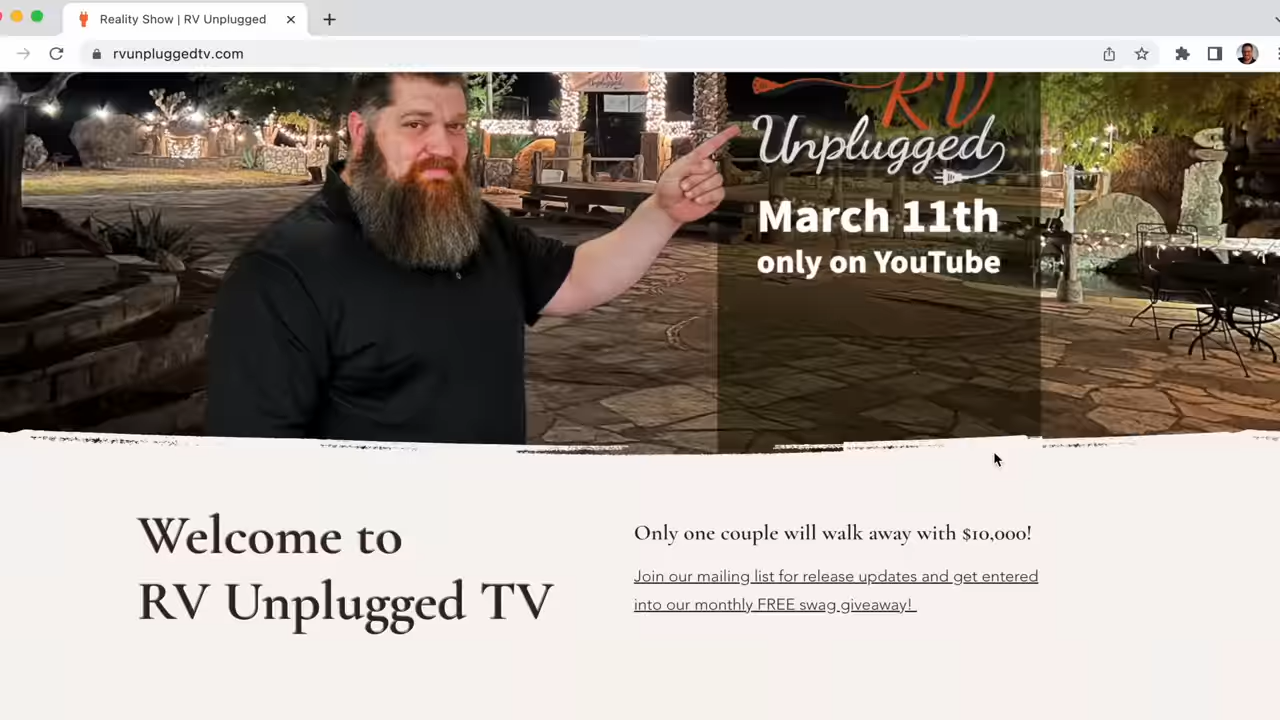 Reality Show | RV Unplugged
rvunpluggedtv.com
RV
Unplugged
March 11th
only on YouTube
Welcome to
RV Unplugged TV
Only one couple will walk away with $10,000!
Join our mailing list for release updates and get entered
into our monthly FREE swag giveaway!